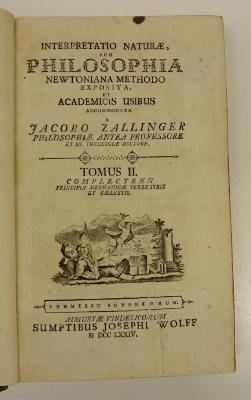 INTERPRETATIO NATURÆ,
SEU
PHILOSOPHIA
NEWTONIANA METHODO
EXPOSITA,
ET
ACADEMICIS USIBUS
ACCOMMODATA
A
JACOBO ZALLINGER
PHILOSOPHIÆ ANTEA PROFESSORE
ET SS. THEOLOGIÆ DOCTORE.
TOMUS II.
COMPLECTENS
PRINCIPIA MECHANICÆ TERRESTRIS
ET CÆLESTIS.
PERMISSU SUPERIORUM.
AUGUSTÆ VINDELICORUM
SUMPTIBUS JOSEPHI WOLFF
M DCC LXXIV.